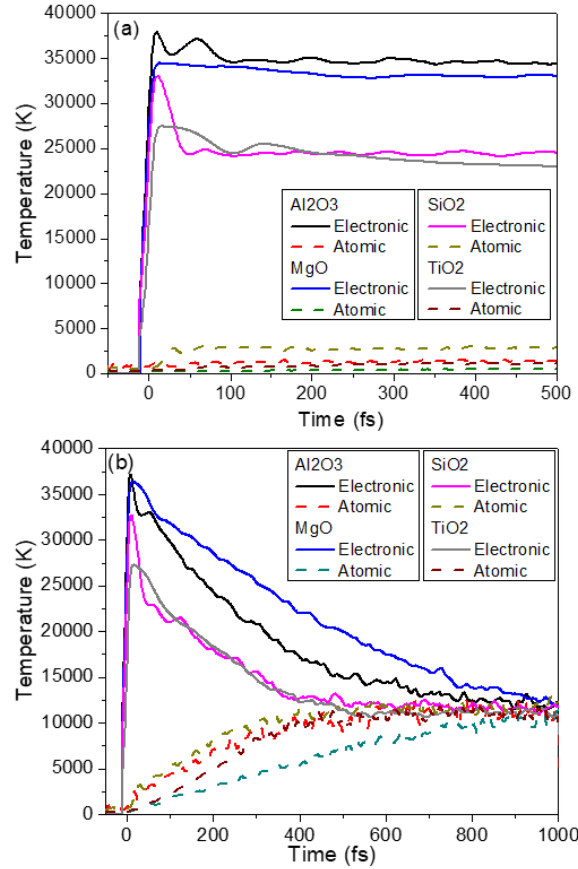 (a)
40000
35000
30000
25000
20000
15000
10000
5000
0
Temperature (K)
Al2O3
Electronic
Atomic
MgO
Electronic
Atomic
SiO2
Electronic
Atomic
TiO2
Electronic
Atomic
0 100 200 300 400 500
Time (fs)
(b)
40000
35000
30000
25000
20000
15000
10000
5000
0
Temperature (K)
Al2O3
Electronic
Atomic
MgO
Electronic
Atomic
SiO2
Electronic
Atomic
TiO2
Electronic
Atomic
0 200 400 600 800 1000
Time (fs)